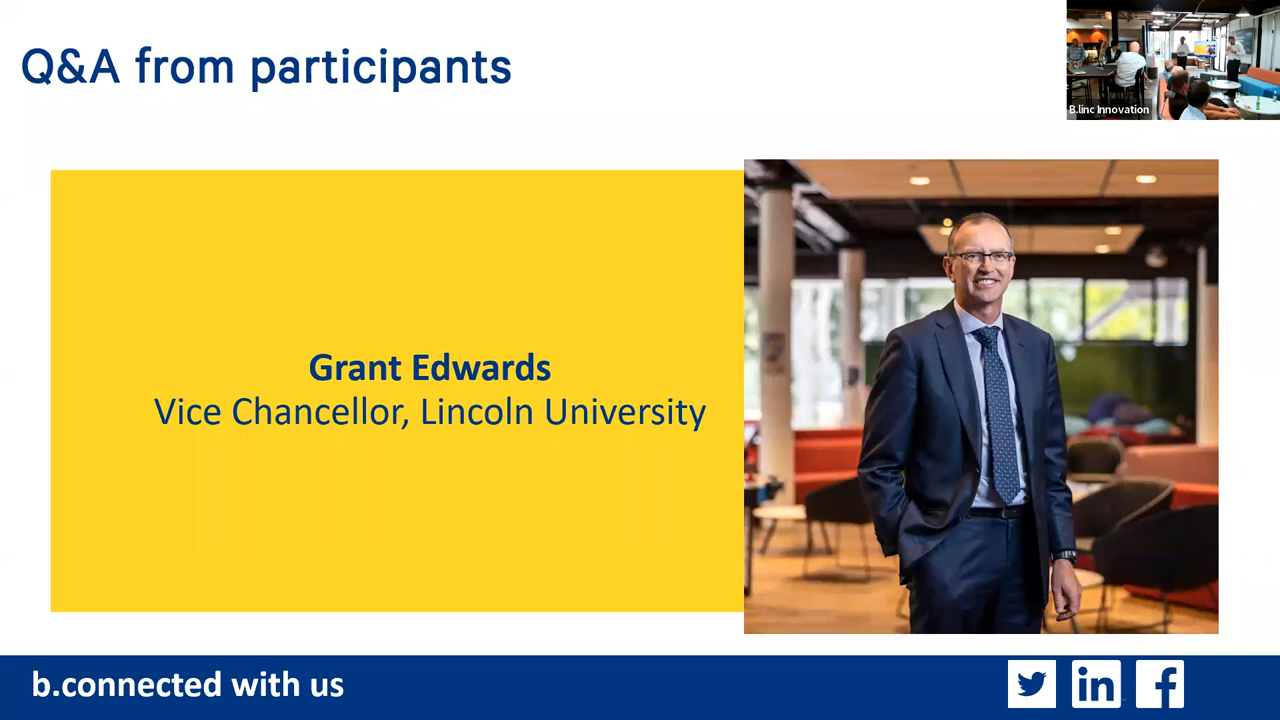 Q&A from participants
B.linc Innovation
Grant Edwards
Vice Chancellor, Lincoln University
b.connected with us